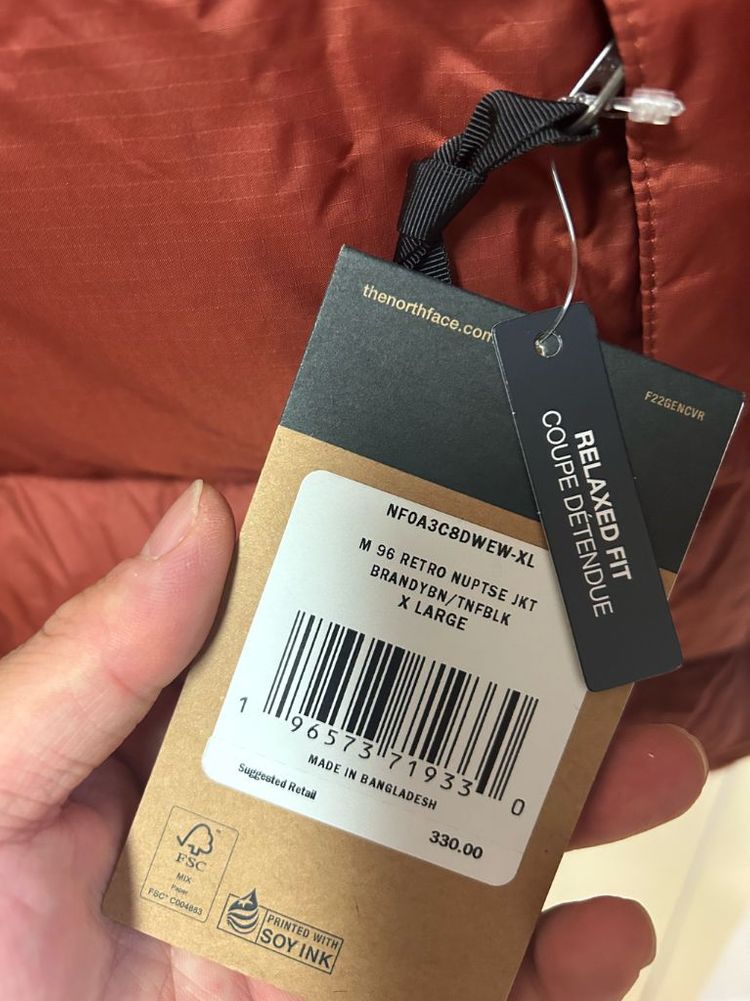 thenorthface.com
F22GENCVR
RELAXED FIT
COUPE DÉTENDUE
NF0A3C8DWEW-XL
M 96 RETRO NUPTSE JKT
BRANDYBN/TNFBLK
X LARGE
1 96573 71933 0
MADE IN BANGLADESH
Suggested Retail
330.00
FSC
MIX
Paper
FSC® C004883
PRINTED WITH
SOY INK